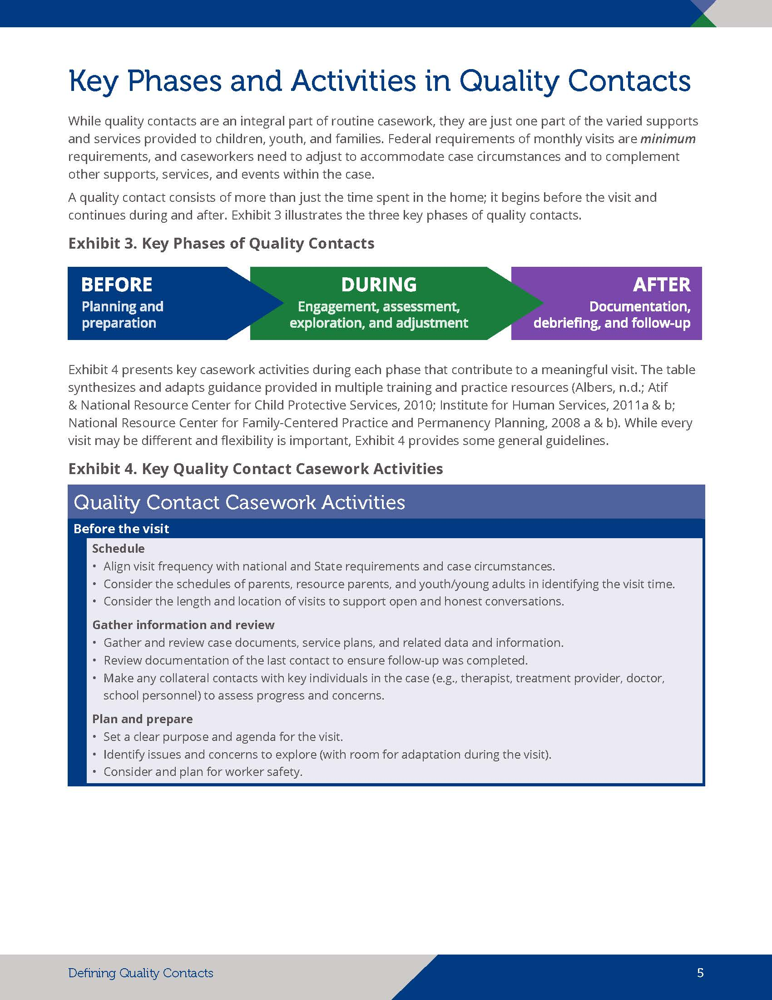 Key Phases and Activities in Quality Contacts
While quality contacts are an integral part of routine casework, they are just one part of the varied supports
and services provided to children, youth, and families. Federal requirements of monthly visits are minimum
requirements, and caseworkers need to adjust to accommodate case circumstances and to complement
other supports, services, and events within the case.
A quality contact consists of more than just the time spent in the home; it begins before the visit and
continues during and after. Exhibit 3 illustrates the three key phases of quality contacts.
Exhibit 3. Key Phases of Quality Contacts
BEFORE
Planning and
preparation
DURING
Engagement, assessment,
exploration, and adjustment
AFTER
Documentation,
debriefing, and follow-up
Exhibit 4 presents key casework activities during each phase that contribute to a meaningful visit. The table
synthesizes and adapts guidance provided in multiple training and practice resources (Albers, n.d.; Atif
& National Resource Center for Child Protective Services, 2010; Institute for Human Services, 2011a & b;
National Resource Center for Family-Centered Practice and Permanency Planning, 2008 a & b). While every
visit may be different and flexibility is important, Exhibit 4 provides some general guidelines.
Exhibit 4. Key Quality Contact Casework Activities
Quality Contact Casework Activities
Before the visit
Schedule
• Align visit frequency with national and State requirements and case circumstances.
• Consider the schedules of parents, resource parents, and youth/young adults in identifying the visit time.
• Consider the length and location of visits to support open and honest conversations.
Gather information and review
• Gather and review case documents, service plans, and related data and information.
• Review documentation of the last contact to ensure follow-up was completed.
• Make any collateral contacts with key individuals in the case (e.g., therapist, treatment provider, doctor,
school personnel) to assess progress and concerns.
Plan and prepare
• Set a clear purpose and agenda for the visit.
• Identify issues and concerns to explore (with room for adaptation during the visit).
• Consider and plan for worker safety.
Defining Quality Contacts
5